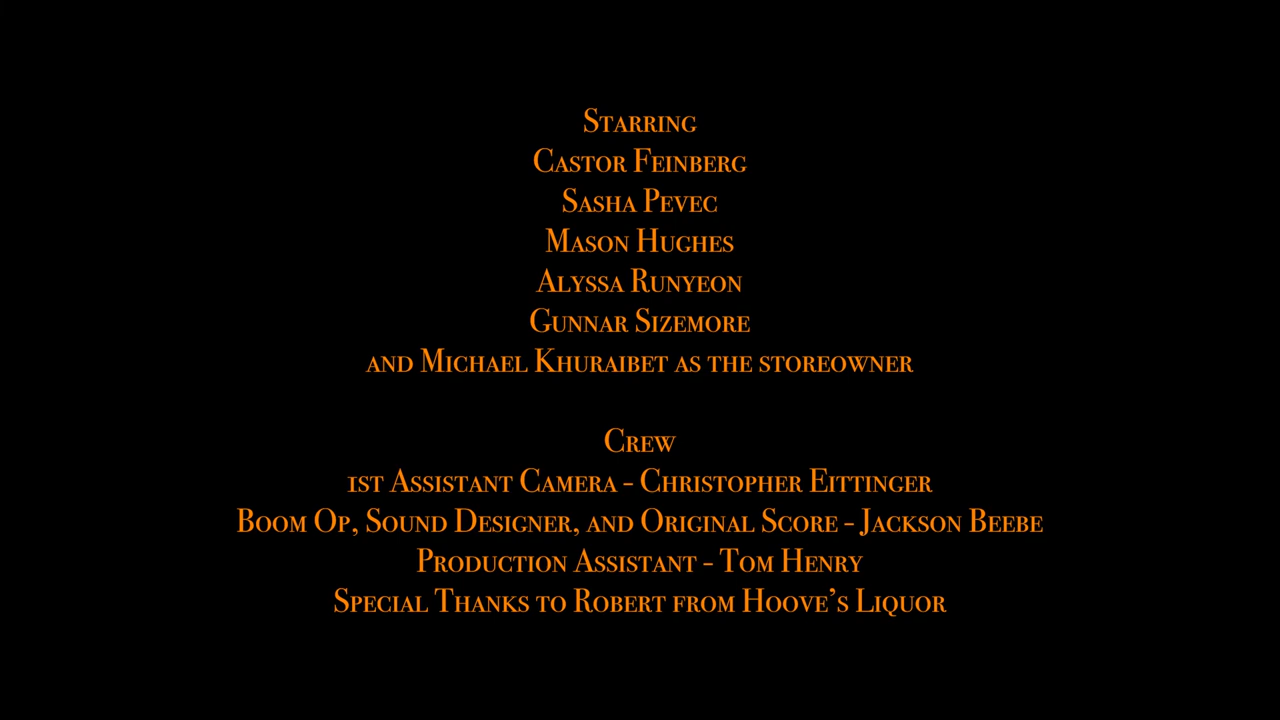 Starring
Castor Feinberg
Sasha Pevec
Mason Hughes
Alyssa Runyeon
Gunnar Sizemore
and Michael Khuraibet as the storeowner
Crew
1st Assistant Camera - Christopher Eittinger
Boom Op, Sound Designer, and Original Score - Jackson Beebe
Production Assistant - Tom Henry
Special Thanks to Robert from Hoove's Liquor